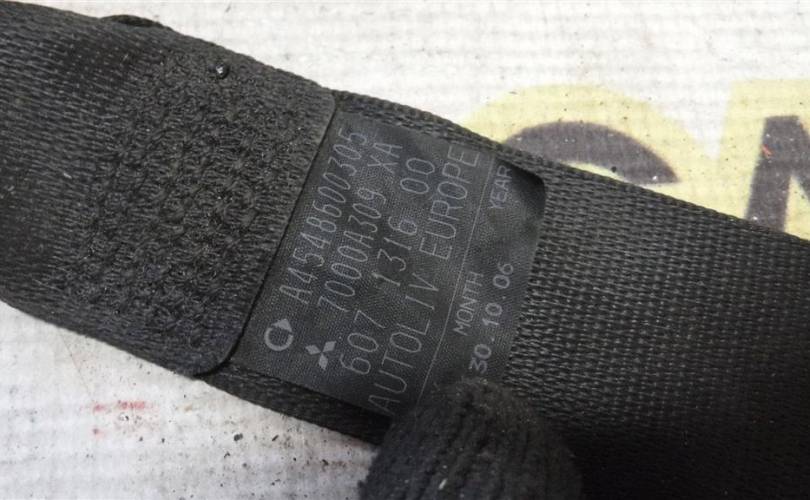 A4548600305
7000A309 XA
607 1316 00
AUTOLIV EUROPE
MONTH YEAR
30.10.06